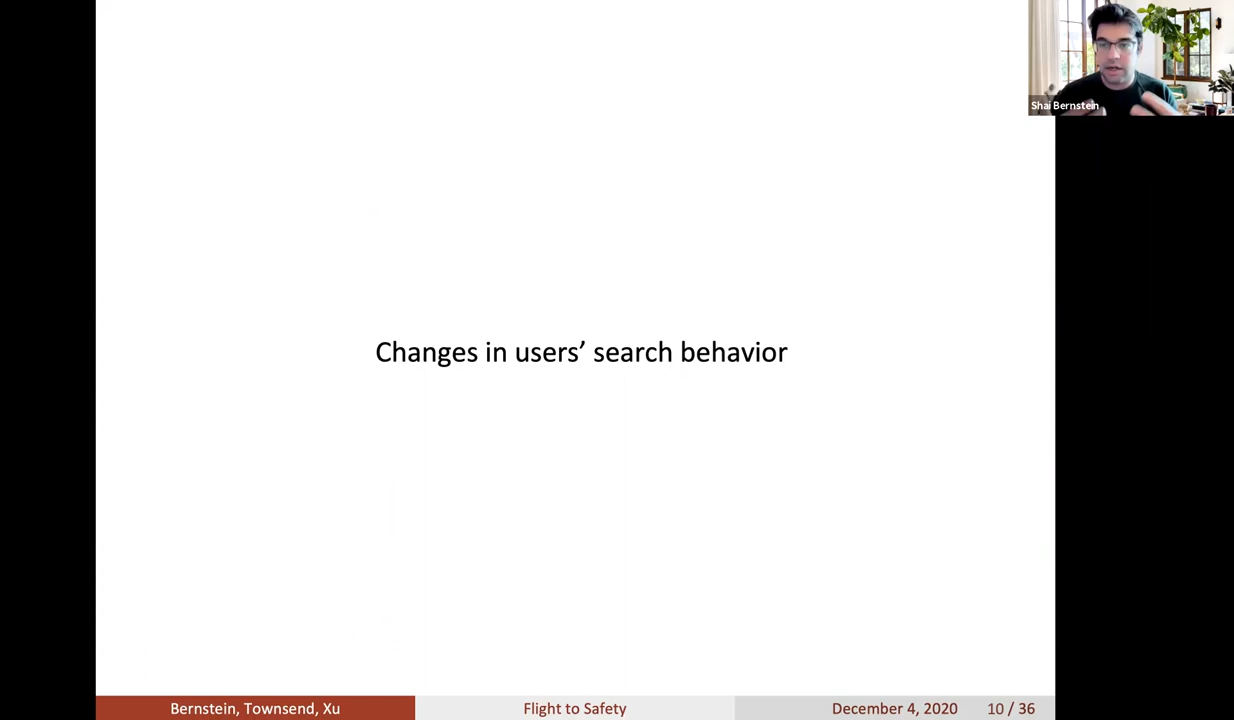 Shai Bernstein
Changes in users’ search behavior
Bernstein, Townsend, Xu
Flight to Safety
December 4, 2020
10 / 36